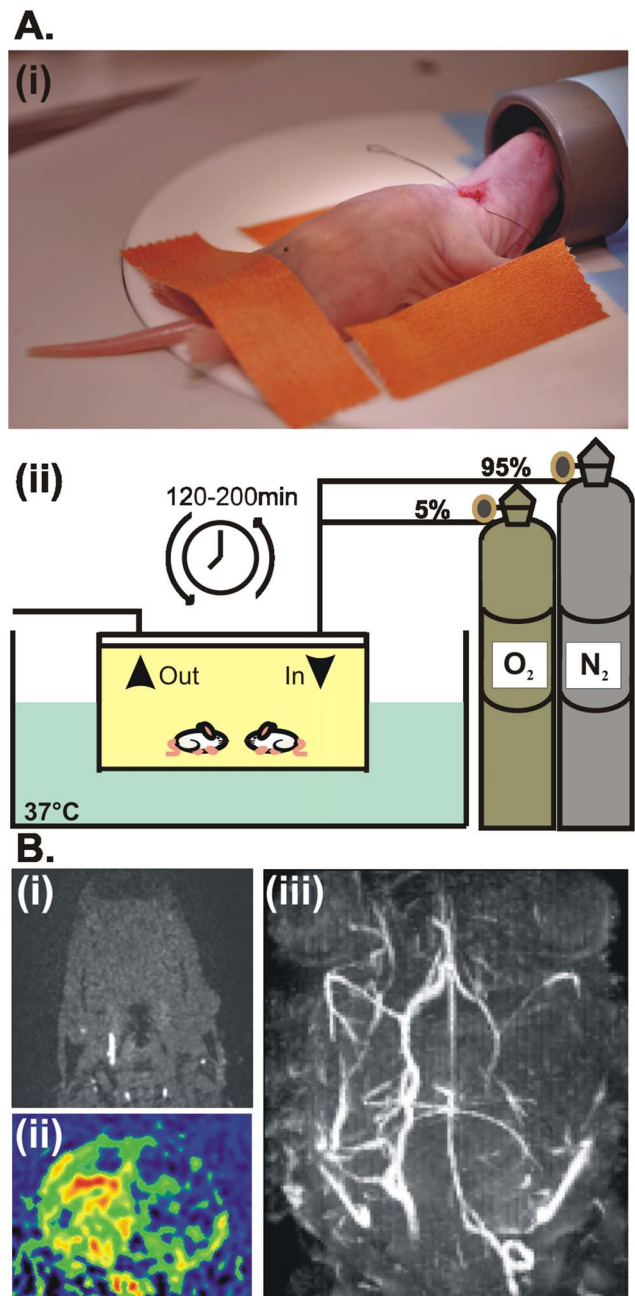 A.
(i)
(ii)
95%
120-200min
5%
Out
In
O₂
N₂
37°C
B.
(i)
(iii)
(ii)